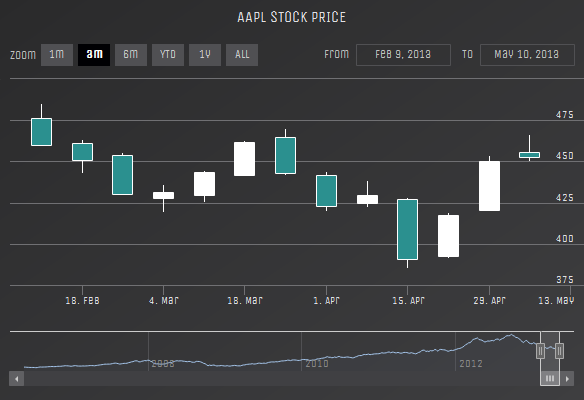 AAPL STOCK PRICE
zoom 1m 3m 6m YTD 1y All From Feb 9, 2013 To May 10, 2013
475
450
425
400
375
18. Feb 4. Mar 18. Mar 1. Apr 15. Apr 29. Apr 13. May
2008 2010 2012